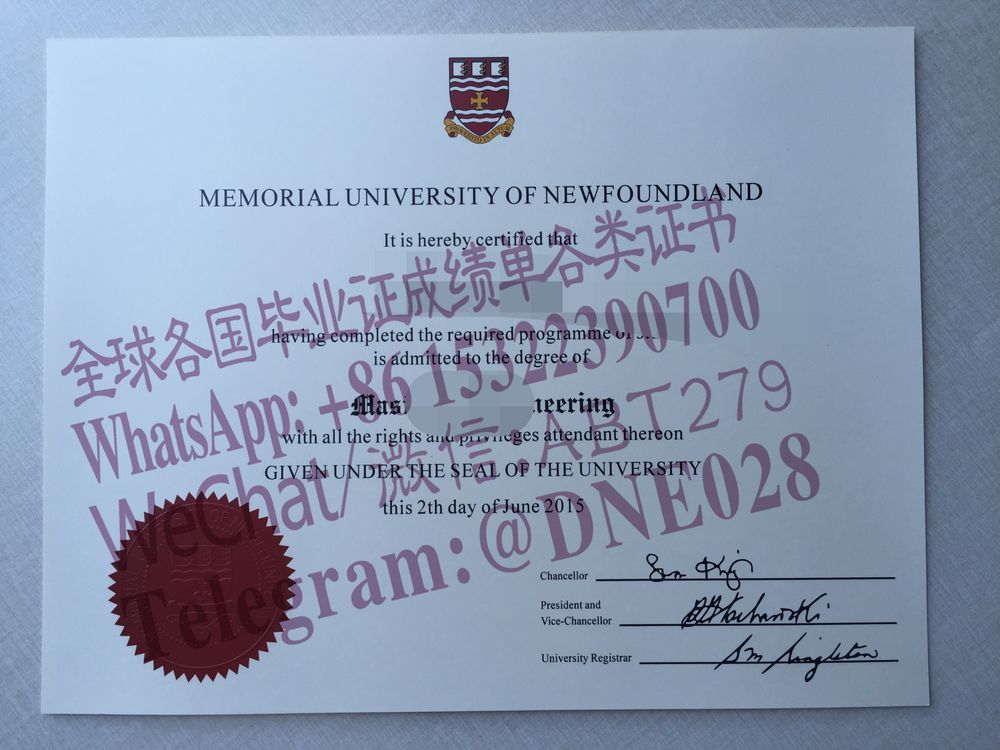 MEMORIAL UNIVERSITY OF NEWFOUNDLAND
It is hereby certified that
全球各国毕业证成绩单各类证书
having completed the required programme of
is admitted to the degree of
WhatsApp: +86 15322390700
with all the rights and privileges attendant thereon
WeChat/微信:ABT279
GIVEN UNDER THE SEAL OF THE UNIVERSITY
this 2th day of June 2015
Telegram:@DNE028
Chancellor
President and
Vice-Chancellor
University Registrar